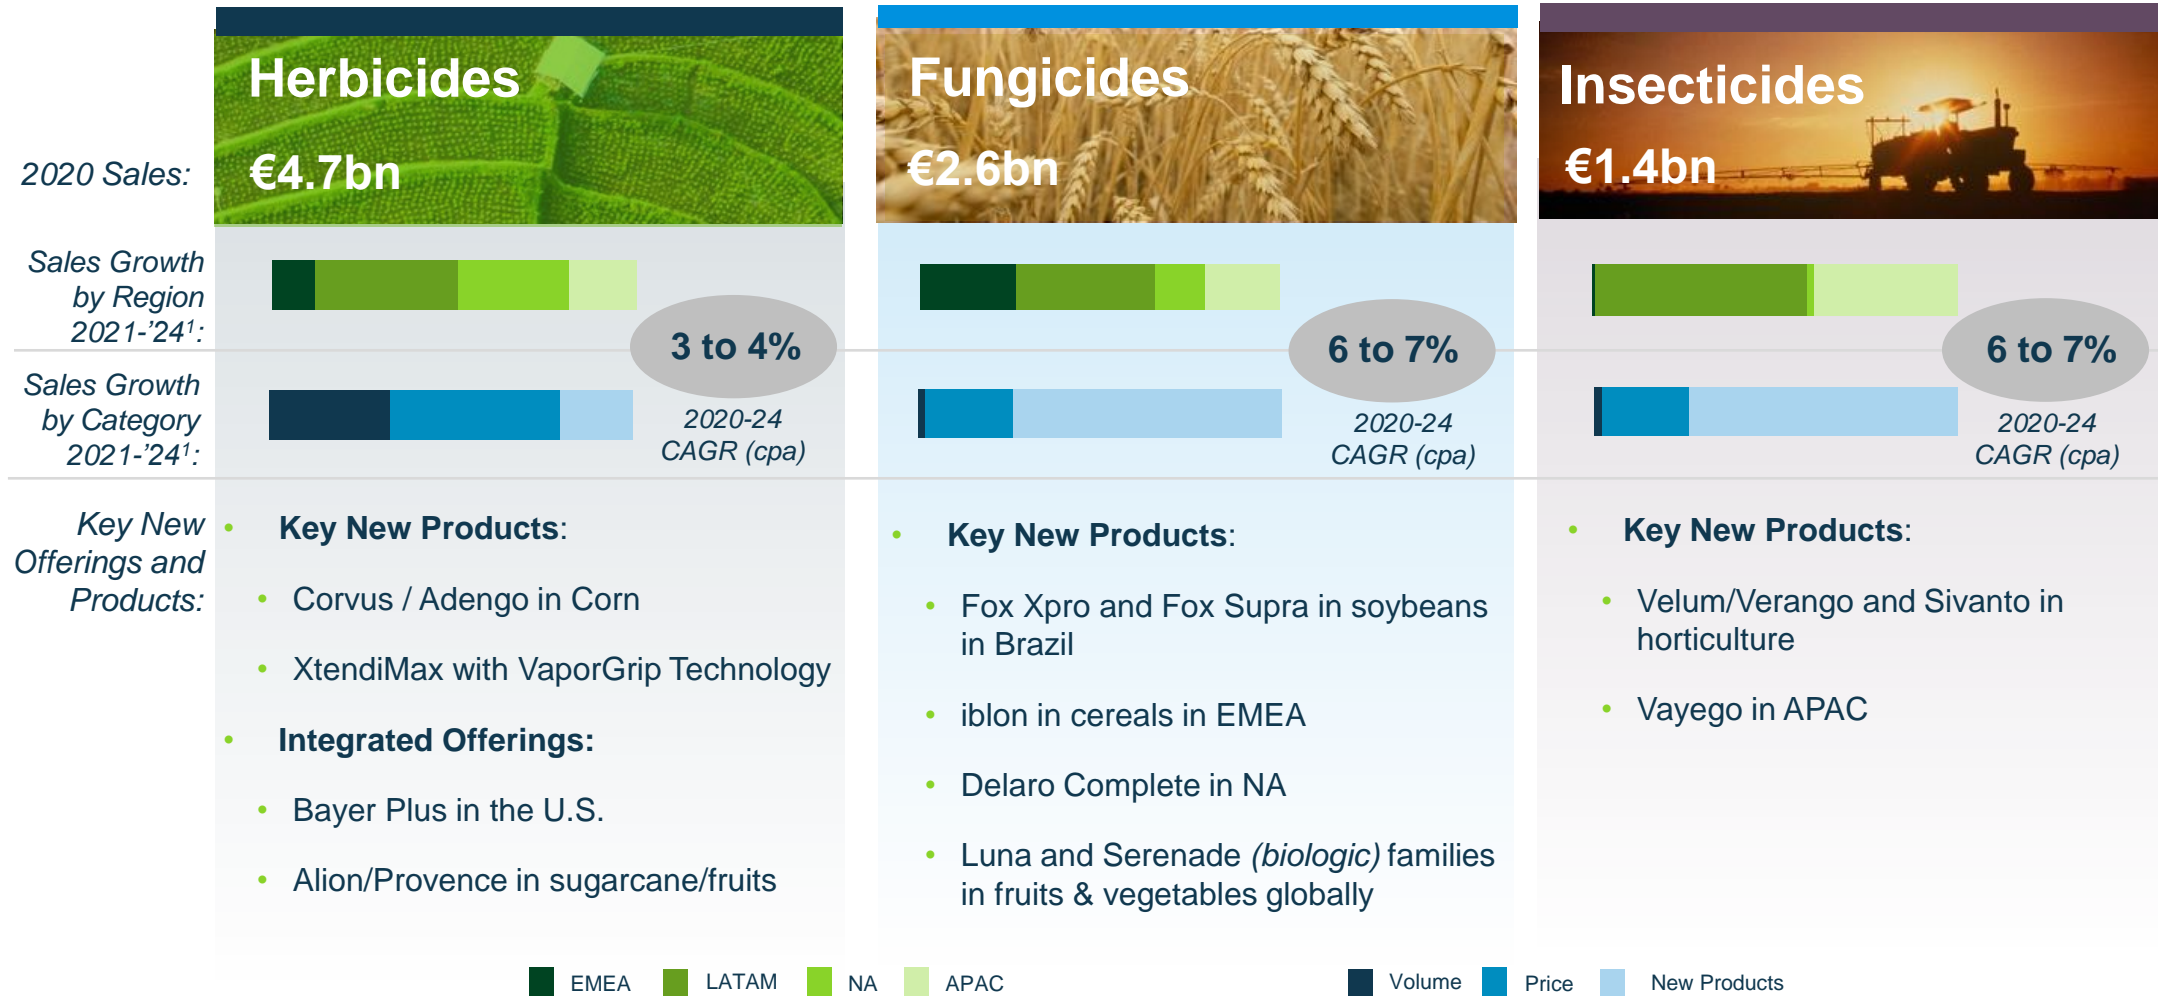 Herbicides
Fungicides
Insecticides
2020 Sales:
€4.7bn
€2.6bn
€1.4bn
Sales Growth
by Region
2021-'24¹:
3 to 4%
6 to 7%
6 to 7%
Sales Growth
by Category
2021-'24¹:
2020-24
CAGR (cpa)
2020-24
CAGR (cpa)
2020-24
CAGR (cpa)
Key New
Offerings and
Products:
• Key New Products:
• Corvus / Adengo in Corn
• XtendiMax with VaporGrip Technology
• Integrated Offerings:
• Bayer Plus in the U.S.
• Alion/Provence in sugarcane/fruits
• Key New Products:
• Fox Xpro and Fox Supra in soybeans
in Brazil
• iblon in cereals in EMEA
• Delaro Complete in NA
• Luna and Serenade (biologic) families
in fruits & vegetables globally
• Key New Products:
• Velum/Verango and Sivanto in
horticulture
• Vayego in APAC
EMEA LATAM NA APAC
Volume Price New Products